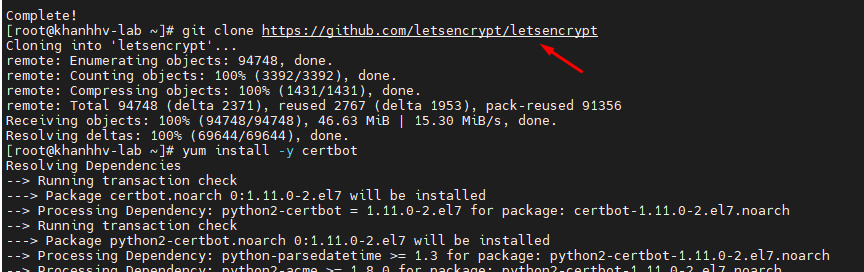 Complete!
[root@khanhhv-lab ~]# git clone https://github.com/letsencrypt/letsencrypt
Cloning into 'letsencrypt'...
remote: Enumerating objects: 94748, done.
remote: Counting objects: 100% (3392/3392), done.
remote: Compressing objects: 100% (1431/1431), done.
remote: Total 94748 (delta 2371), reused 2767 (delta 1953), pack-reused 91356
Receiving objects: 100% (94748/94748), 46.63 MiB | 15.30 MiB/s, done.
Resolving deltas: 100% (69644/69644), done.
[root@khanhhv-lab ~]# yum install -y certbot
Resolving Dependencies
--> Running transaction check
---> Package certbot.noarch 0:1.11.0-2.el7 will be installed
--> Processing Dependency: python2-certbot = 1.11.0-2.el7 for package: certbot-1.11.0-2.el7.noarch
--> Running transaction check
---> Package python2-certbot.noarch 0:1.11.0-2.el7 will be installed
--> Processing Dependency: python-parsedatetime >= 1.3 for package: python2-certbot-1.11.0-2.el7.noarch
--> Processing Dependency: python2-acme >= 1.8.0 for package: python2-certbot-1.11.0-2.el7.noarch